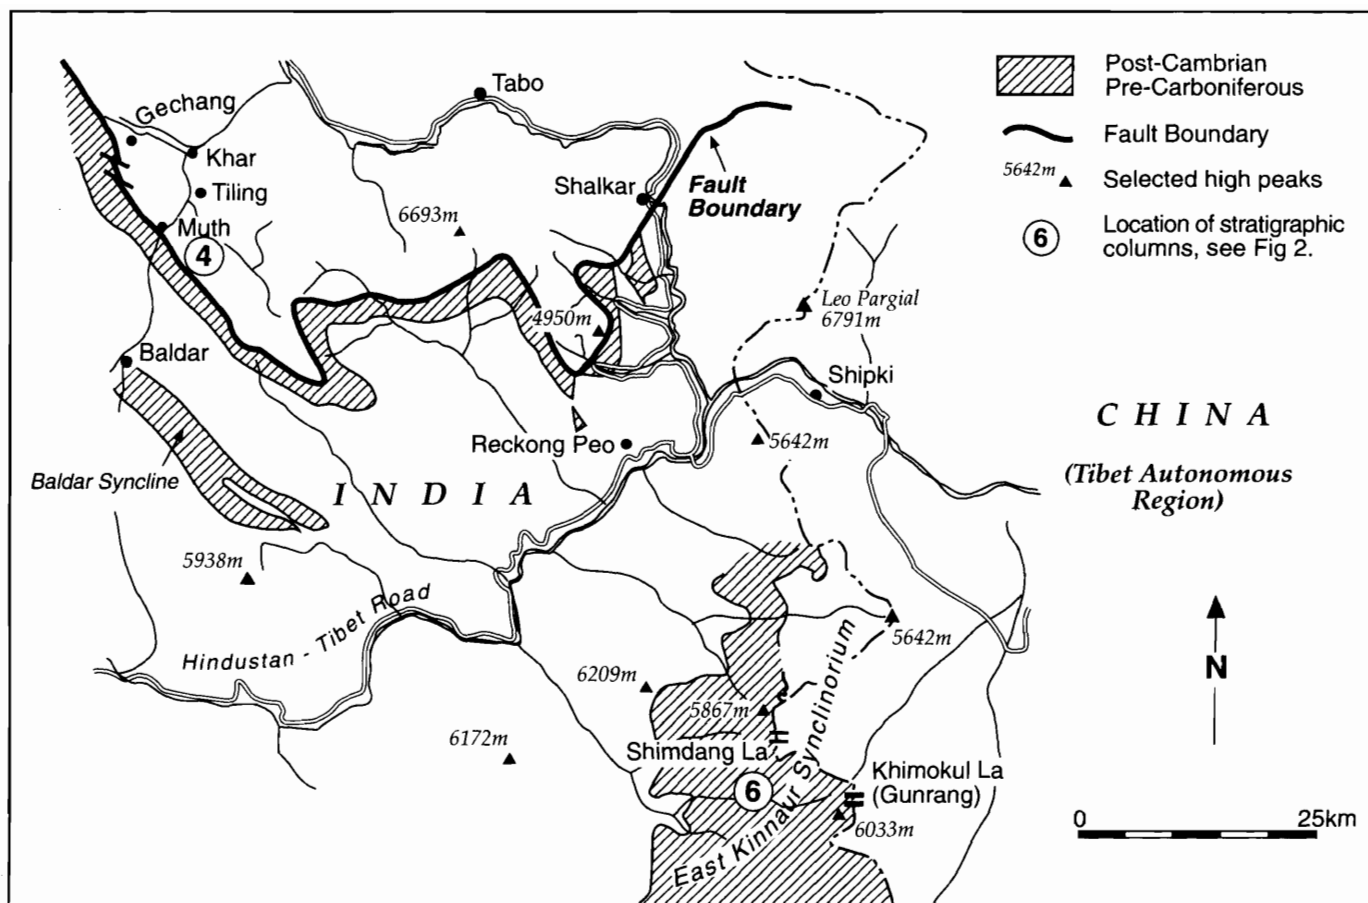 Gechang
Tabo
Khar
Tiling
Muth
4
6693m
Shalkar
Fault
Boundary
4950m
Leo Pargial
6791m
Baldar
Shipki
Reckong Peo
5642m
Baldar Syncline
INDIA
CHINA
(Tibet Autonomous
Region)
5938m
Hindustan - Tibet Road
5642m
6209m
5867m
6172m
Shimdang La
6
Khimokul La
(Gunrang)
6033m
East Kinnaur Synclinorium
Post-Cambrian
Pre-Carboniferous
Fault Boundary
5642m
Selected high peaks
6
Location of stratigraphic
columns, see Fig 2.
N
0 25km